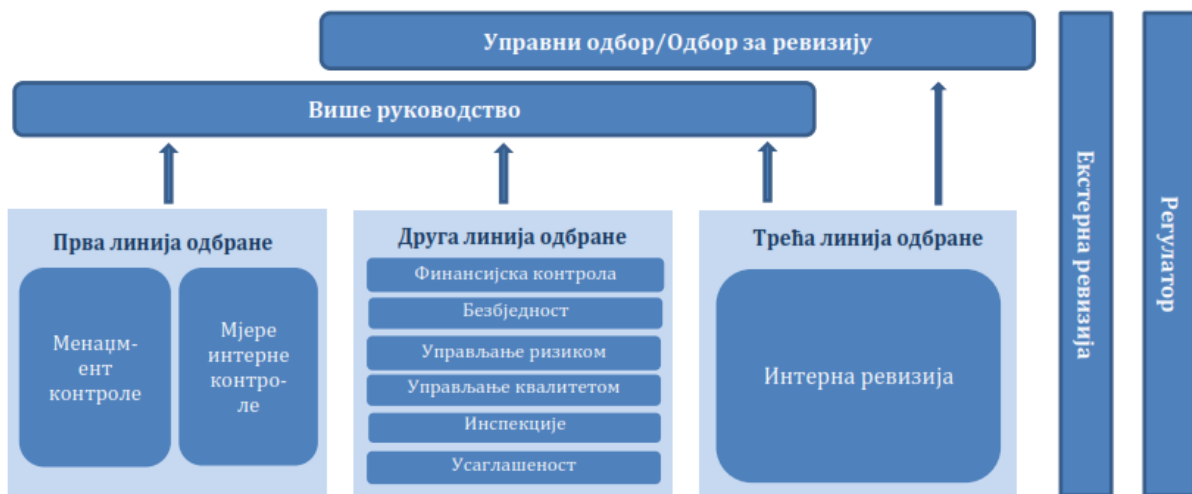 Управни одбор/Одбор за ревизију
Више руководство
Прва линија одбране
Менаџм-
ент
контроле
Мјере
интерне
контро-
ле
Друга линија одбране
Финансијска контрола
Безбједност
Управљање ризиком
Управљање квалитетом
Инспекције
Усаглашеност
Трећа линија одбране
Интерна ревизија
Екстерна ревизија
Регулатор